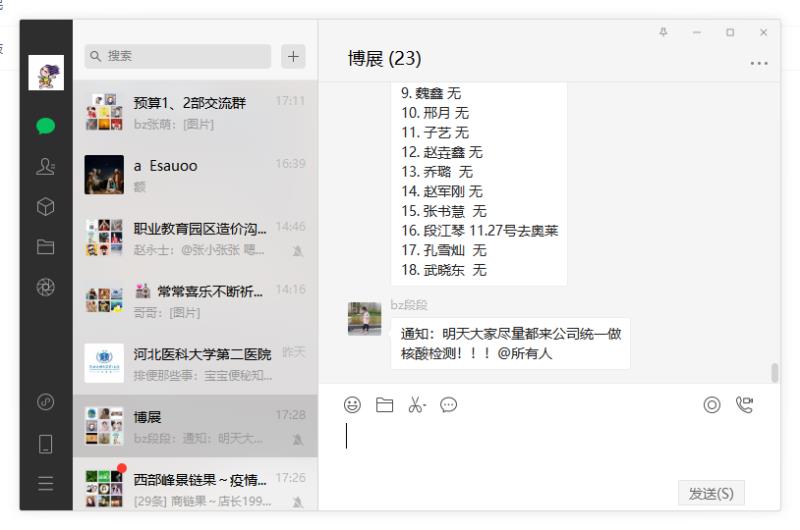 搜索
预算1、2部交流群 17:11
bz张萌：[图片]
a Esauoo 16:39
额
职业教育园区造价沟... 14:46
赵永士：@张小张张 嗯...
常常喜乐不断祈... 14:16
哥哥：[图片]
河北医科大学第二医院 昨天
排便那些事：宝宝便秘知...
博展 17:28
bz段段：通知：明天大...
西部峰景链果～疫情... 17:26
[29条] 商链果～店长199...
博展 (23)
9. 魏鑫 无
10. 邢月 无
11. 子艺 无
12. 赵垚鑫 无
13. 乔璐 无
14. 赵军刚 无
15. 张书慧 无
16. 段江琴 11.27号去奥莱
17. 孔雪灿 无
18. 武晓东 无
bz段段
通知：明天大家尽量都来公司统一做
核酸检测！！！@所有人
发送(S)